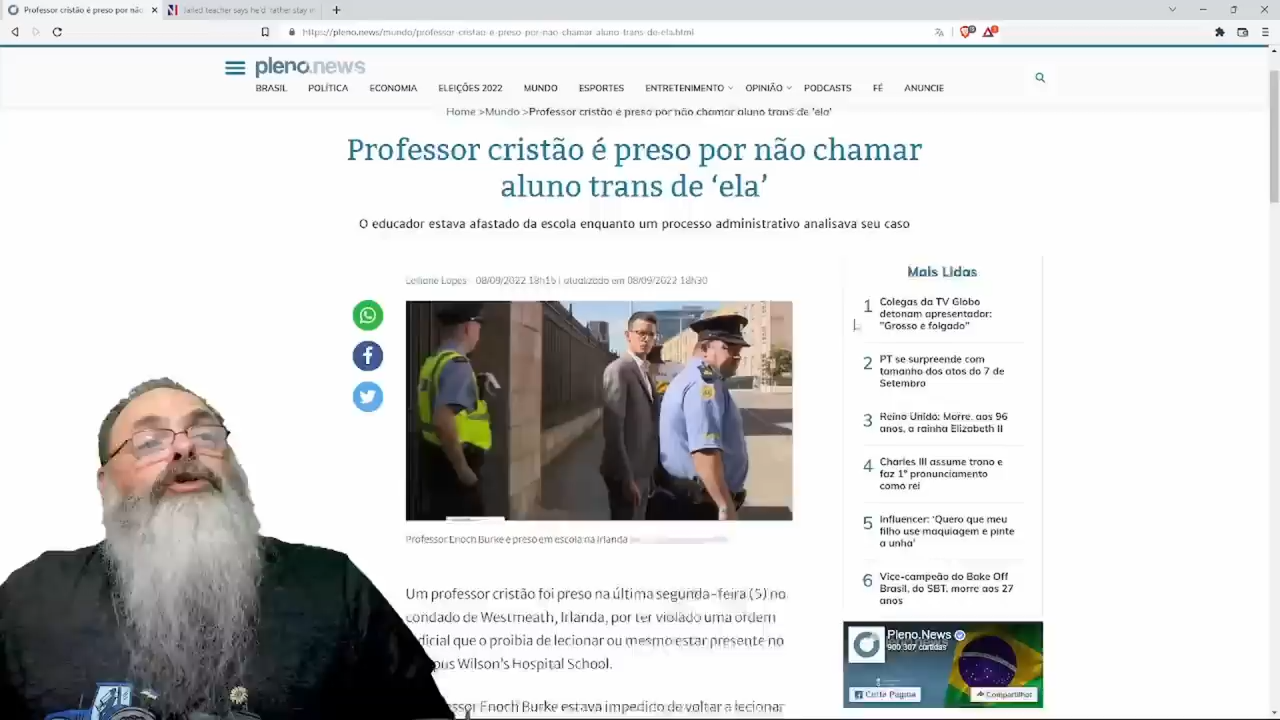 Professor cristão é preso por não
Jailed teacher says he'd rather stay
https://pleno.news/mundo/professor-cristao-e-preso-por-nao-chamar-aluno-trans-de-ela.html
pleno.news
BRASIL POLÍTICA ECONOMIA ELEIÇÕES 2022 MUNDO ESPORTES ENTRETENIMENTO OPINIÃO PODCASTS FÉ ANUNCIE
Home >Mundo >Professor cristão é preso por não chamar aluno trans de 'ela'
Professor cristão é preso por não chamar
aluno trans de ‘ela’
O educador estava afastado da escola enquanto um processo administrativo analisava seu caso
Leiliane Lopes - 08/09/2022 18h15 | atualizado em 08/09/2022 18h30
Professor Enoch Burke é preso em escola na Irlanda
Um professor cristão foi preso na última segunda-feira (5) no
condado de Westmeath, Irlanda, por ter violado uma ordem
dicial que o proibia de lecionar ou mesmo estar presente no
pus Wilson’s Hospital School.
fessor Enoch Burke estava impedido de voltar a lecionar
Mais Lidas
1 Colegas da TV Globo
detonam apresentador:
"Grosso e folgado"
2 PT se surpreende com
tamanho dos atos do 7 de
Setembro
3 Reino Unido: Morre, aos 96
anos, a rainha Elizabeth II
4 Charles III assume trono e
faz 1º pronunciamento
como rei
5 Influencer: ‘Quero que meu
filho use maquiagem e pinte
a unha’
6 Vice-campeão do Bake Off
Brasil, do SBT, morre aos 27
anos
Pleno.News
900.307 curtidas
Curtir Página
Compartilhar